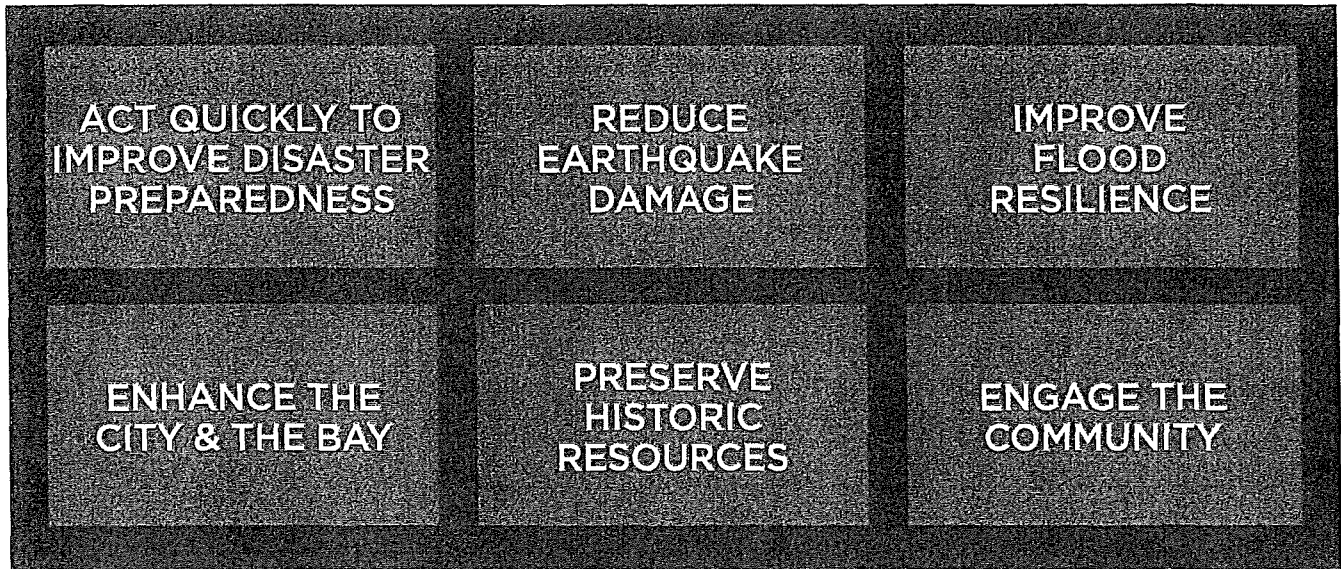 ACT QUICKLY TO
IMPROVE DISASTER
PREPAREDNESS
REDUCE
EARTHQUAKE
DAMAGE
IMPROVE
FLOOD
RESILIENCE
ENHANCE THE
CITY & THE BAY
PRESERVE
HISTORIC
RESOURCES
ENGAGE THE
COMMUNITY